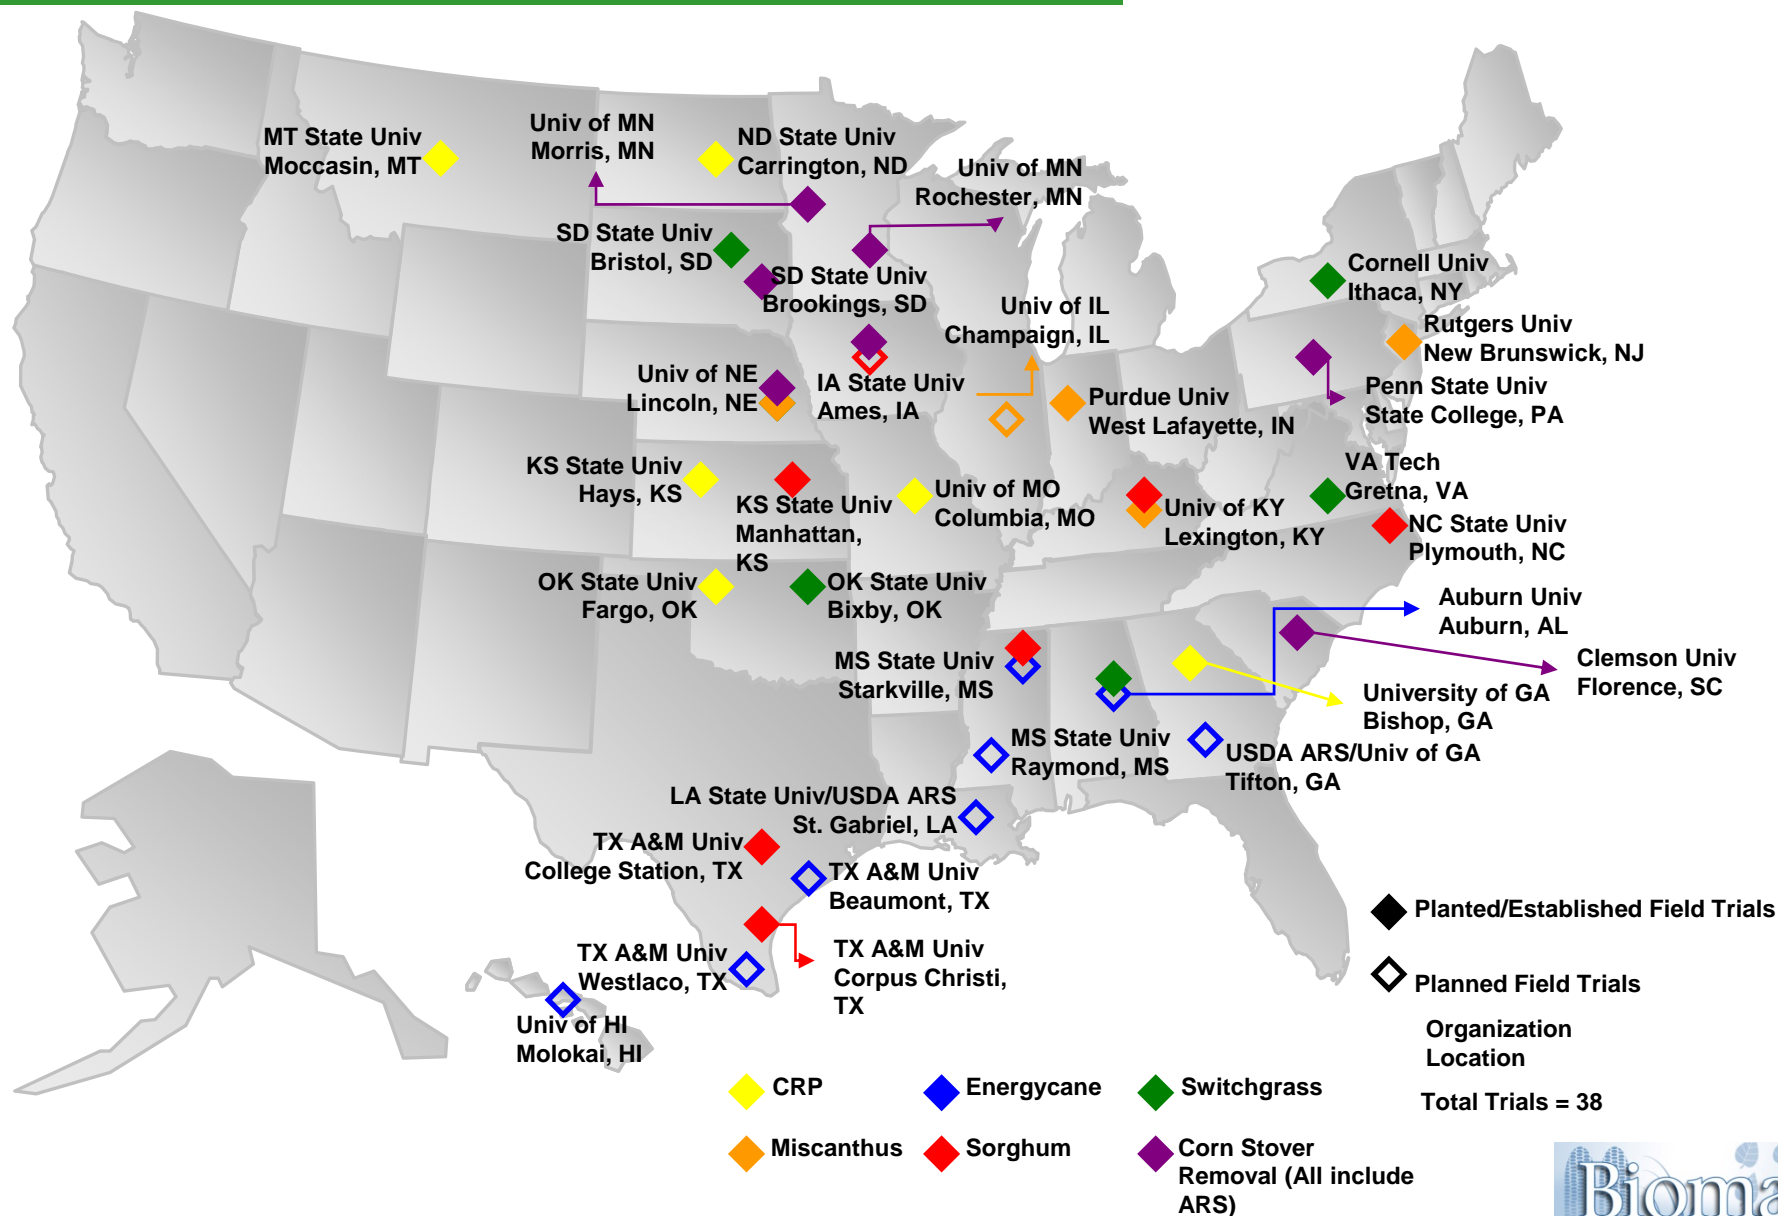 MT State Univ
Moccasin, MT
Univ of MN
Morris, MN
ND State Univ
Carrington, ND
Univ of MN
Rochester, MN
SD State Univ
Bristol, SD
SD State Univ
Brookings, SD
Univ of IL
Champaign, IL
Cornell Univ
Ithaca, NY
Rutgers Univ
New Brunswick, NJ
Univ of NE
Lincoln, NE
IA State Univ
Ames, IA
Purdue Univ
West Lafayette, IN
Penn State Univ
State College, PA
KS State Univ
Hays, KS
KS State Univ
Manhattan,
KS
Univ of MO
Columbia, MO
Univ of KY
Lexington, KY
VA Tech
Gretna, VA
NC State Univ
Plymouth, NC
OK State Univ
Fargo, OK
OK State Univ
Bixby, OK
Auburn Univ
Auburn, AL
MS State Univ
Starkville, MS
Clemson Univ
Florence, SC
University of GA
Bishop, GA
MS State Univ
Raymond, MS
USDA ARS/Univ of GA
Tifton, GA
LA State Univ/USDA ARS
St. Gabriel, LA
TX A&M Univ
College Station, TX
TX A&M Univ
Beaumont, TX
TX A&M Univ
Westlaco, TX
TX A&M Univ
Corpus Christi,
TX
Univ of HI
Molokai, HI
Planted/Established Field Trials
Planned Field Trials
Organization
Location
Total Trials = 38
CRP
Energycane
Switchgrass
Miscanthus
Sorghum
Corn Stover
Removal (All include
ARS)
Bioma